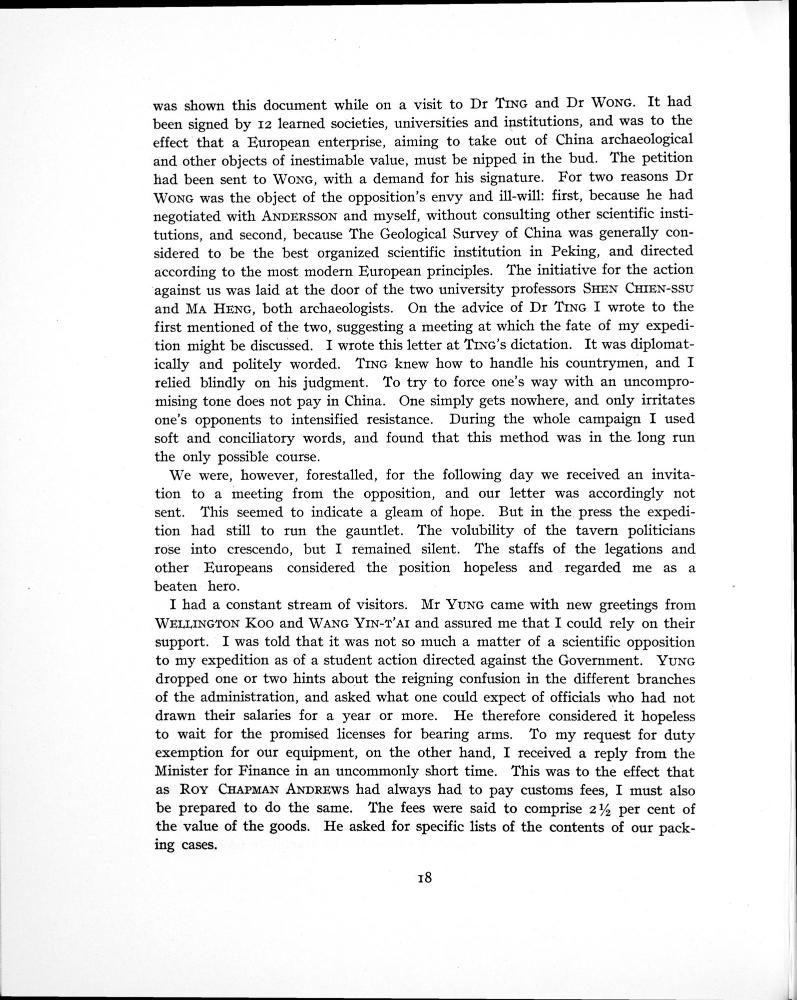 was shown this document while on a visit to Dr TING and Dr WONG. It had
been signed by 12 learned societies, universities and institutions, and was to the
effect that a European enterprise, aiming to take out of China archaeological
and other objects of inestimable value, must be nipped in the bud. The petition
had been sent to WONG, with a demand for his signature. For two reasons Dr
WONG was the object of the opposition's envy and ill-will: first, because he had
negotiated with ANDERSSON and myself, without consulting other scientific insti-
tutions, and second, because The Geological Survey of China was generally con-
sidered to be the best organized scientific institution in Peking, and directed
according to the most modern European principles. The initiative for the action
against us was laid at the door of the two university professors SHEN CHIEN-SSU
and MA HENG, both archaeologists. On the advice of Dr TING I wrote to the
first mentioned of the two, suggesting a meeting at which the fate of my expedi-
tion might be discussed. I wrote this letter at TING's dictation. It was diplomat-
ically and politely worded. TING knew how to handle his countrymen, and I
relied blindly on his judgment. To try to force one's way with an uncompro-
mising tone does not pay in China. One simply gets nowhere, and only irritates
one's opponents to intensified resistance. During the whole campaign I used
soft and conciliatory words, and found that this method was in the long run
the only possible course.
We were, however, forestalled, for the following day we received an invita-
tion to a meeting from the opposition, and our letter was accordingly not
sent. This seemed to indicate a gleam of hope. But in the press the expedi-
tion had still to run the gauntlet. The volubility of the tavern politicians
rose into crescendo, but I remained silent. The staffs of the legations and
other Europeans considered the position hopeless and regarded me as a
beaten hero.
I had a constant stream of visitors. Mr YUNG came with new greetings from
WELLINGTON KOO and WANG YIN-T'AI and assured me that I could rely on their
support. I was told that it was not so much a matter of a scientific opposition
to my expedition as of a student action directed against the Government. YUNG
dropped one or two hints about the reigning confusion in the different branches
of the administration, and asked what one could expect of officials who had not
drawn their salaries for a year or more. He therefore considered it hopeless
to wait for the promised licenses for bearing arms. To my request for duty
exemption for our equipment, on the other hand, I received a reply from the
Minister for Finance in an uncommonly short time. This was to the effect that
as ROY CHAPMAN ANDREWS had always had to pay customs fees, I must also
be prepared to do the same. The fees were said to comprise 2½ per cent of
the value of the goods. He asked for specific lists of the contents of our pack-
ing cases.
18